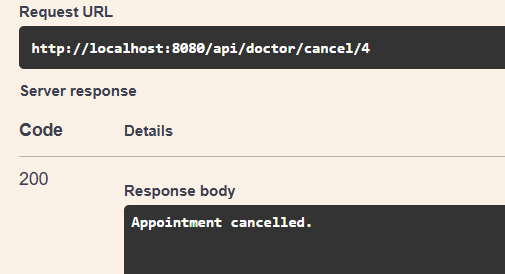 Request URL
http://localhost:8080/api/doctor/cancel/4
Server response
Code Details
200
Response body
Appointment cancelled.